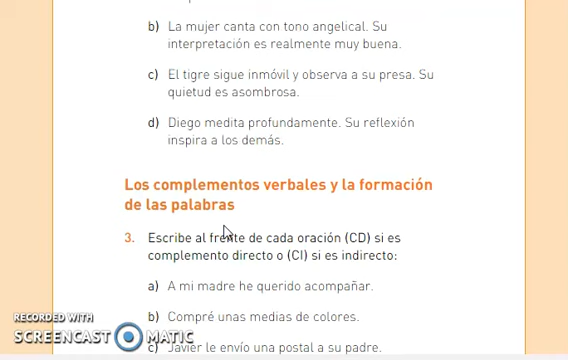 b) La mujer canta con tono angelical. Su
interpretación es realmente muy buena.
c) El tigre sigue inmóvil y observa a su presa. Su
quietud es asombrosa.
d) Diego medita profundamente. Su reflexión
inspira a los demás.
Los complementos verbales y la formación
de las palabras
3. Escribe al frente de cada oración (CD) si es
complemento directo o (CI) si es indirecto:
a) A mi madre he querido acompañar.
b) Compré unas medias de colores.
c) Javier le envío una postal a su padre.
RECORDED WITH
SCREENCAST MATIC